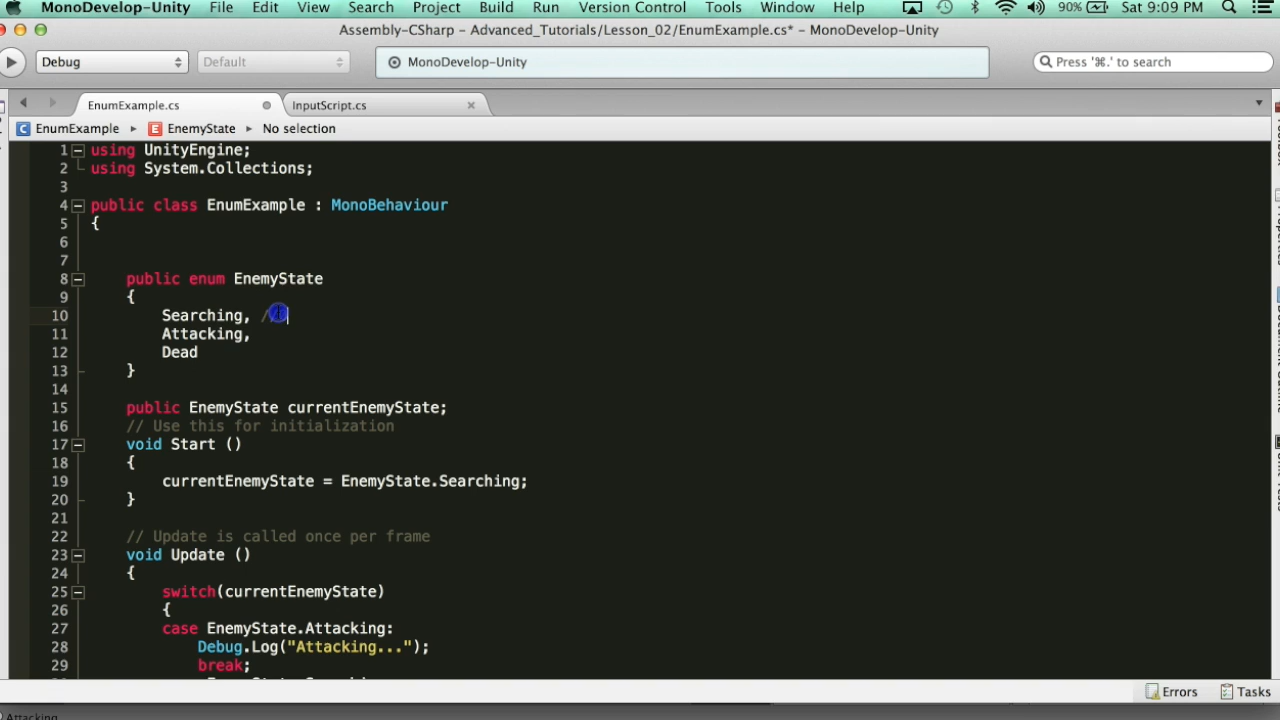 MonoDevelop-Unity File Edit View Search Project Build Run Version Control Tools Window Help 90% Sat 9:09 PM
Assembly-CSharp - Advanced_Tutorials/Lesson_02/EnumExample.cs* - MonoDevelop-Unity
Debug Default MonoDevelop-Unity Press '⌘.' to search
EnumExample.cs InputScript.cs
EnumExample EnemyState No selection
1 using UnityEngine;
2 using System.Collections;
3
4 public class EnumExample : MonoBehaviour
5 {
6
7
8 public enum EnemyState
9 {
10 Searching, /
11 Attacking,
12 Dead
13 }
14
15 public EnemyState currentEnemyState;
16 // Use this for initialization
17 void Start ()
18 {
19 currentEnemyState = EnemyState.Searching;
20 }
21
22 // Update is called once per frame
23 void Update ()
24 {
25 switch(currentEnemyState)
26 {
27 case EnemyState.Attacking:
28 Debug.Log("Attacking...");
29 break;
Errors Tasks
Attacking